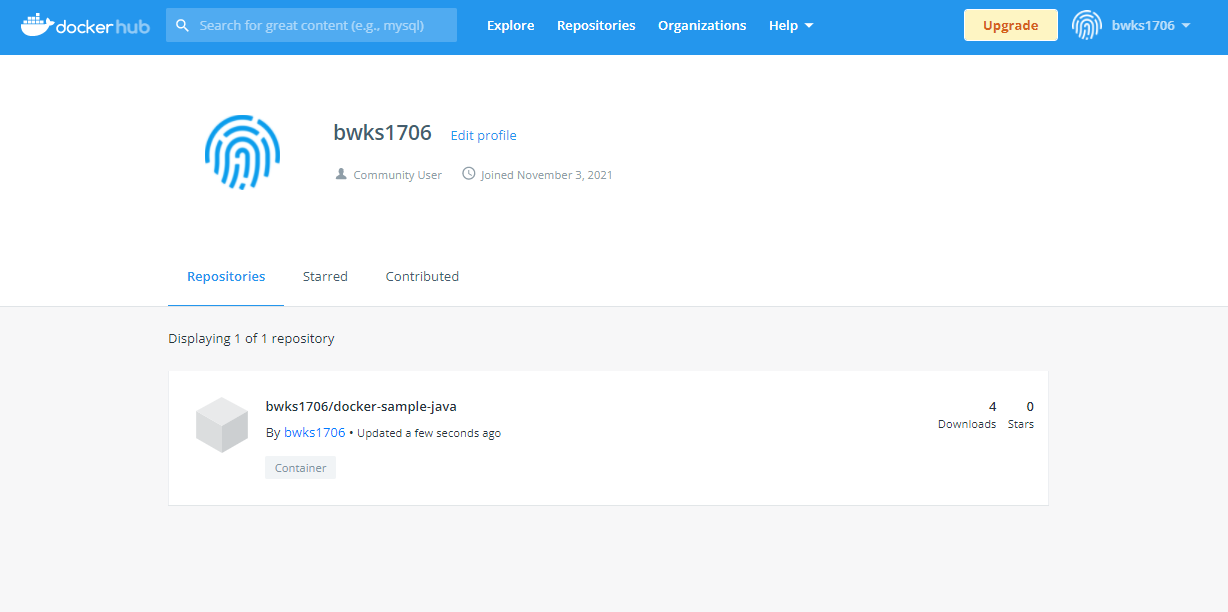 docker hub Search for great content (e.g., mysql) Explore Repositories Organizations Help Upgrade bwks1706
bwks1706 Edit profile
Community User Joined November 3, 2021
Repositories Starred Contributed
Displaying 1 of 1 repository
bwks1706/docker-sample-java 4 0
Downloads Stars
By bwks1706 • Updated a few seconds ago
Container